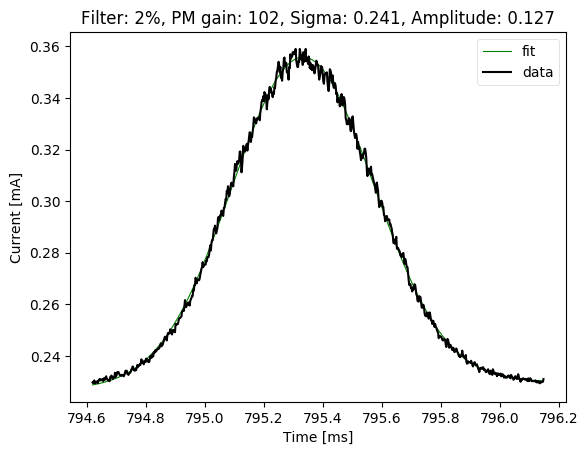 Filter: 2%, PM gain: 102, Sigma: 0.241, Amplitude: 0.127
fit
data
0.36
0.34
0.32
0.30
0.28
0.26
0.24
Current [mA]
794.6 794.8 795.0 795.2 795.4 795.6 795.8 796.0 796.2
Time [ms]